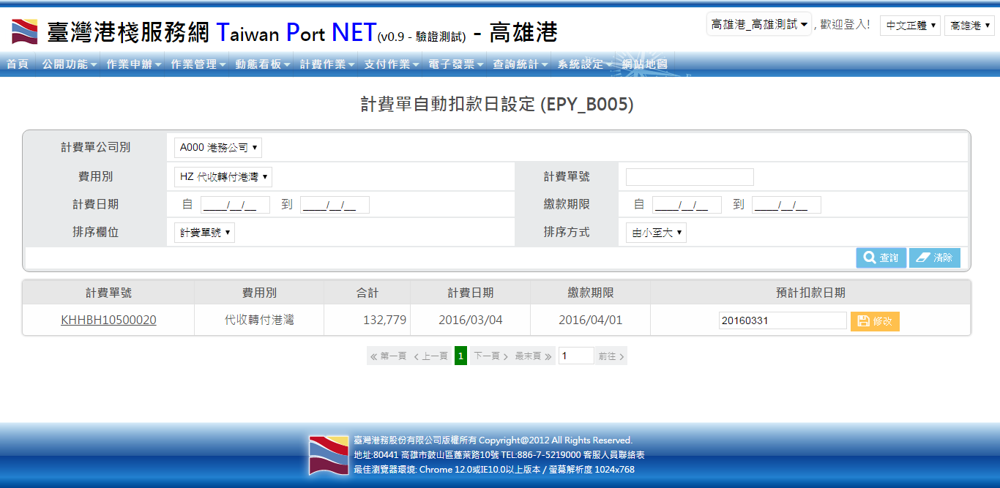 臺灣港棧服務網 Taiwan Port NET(v0.9 - 驗證測試) - 高雄港
高雄港_高雄測試 , 歡迎登入! 中文正體 高雄港
首頁 公開功能 作業申辦 作業管理 動態看板 計費作業 支付作業 電子發票 查詢統計 系統設定 網站地圖
計費單自動扣款日設定 (EPY_B005)
計費單公司別 A000 港務公司
費用別 HZ 代收轉付港灣 計費單號
計費日期 自 ____/__/__ 到 ____/__/__ 繳款期限 自 ____/__/__ 到 ____/__/__
排序欄位 計費單號 排序方式 由小至大
查詢 清除
計費單號 費用別 合計 計費日期 繳款期限 預計扣款日期
KHHBH10500020 代收轉付港灣 132,779 2016/03/04 2016/04/01 20160331 修改
第一頁 上一頁 1 下一頁 最末頁 1 前往
臺灣港務股份有限公司版權所有 Copyright@2012 All Rights Reserved.
地址:80441 高雄市鼓山區蓬萊路10號 TEL:886-7-5219000 客服人員聯絡表
最佳瀏覽器環境: Chrome 12.0或IE10.0以上版本 / 螢幕解析度 1024x768